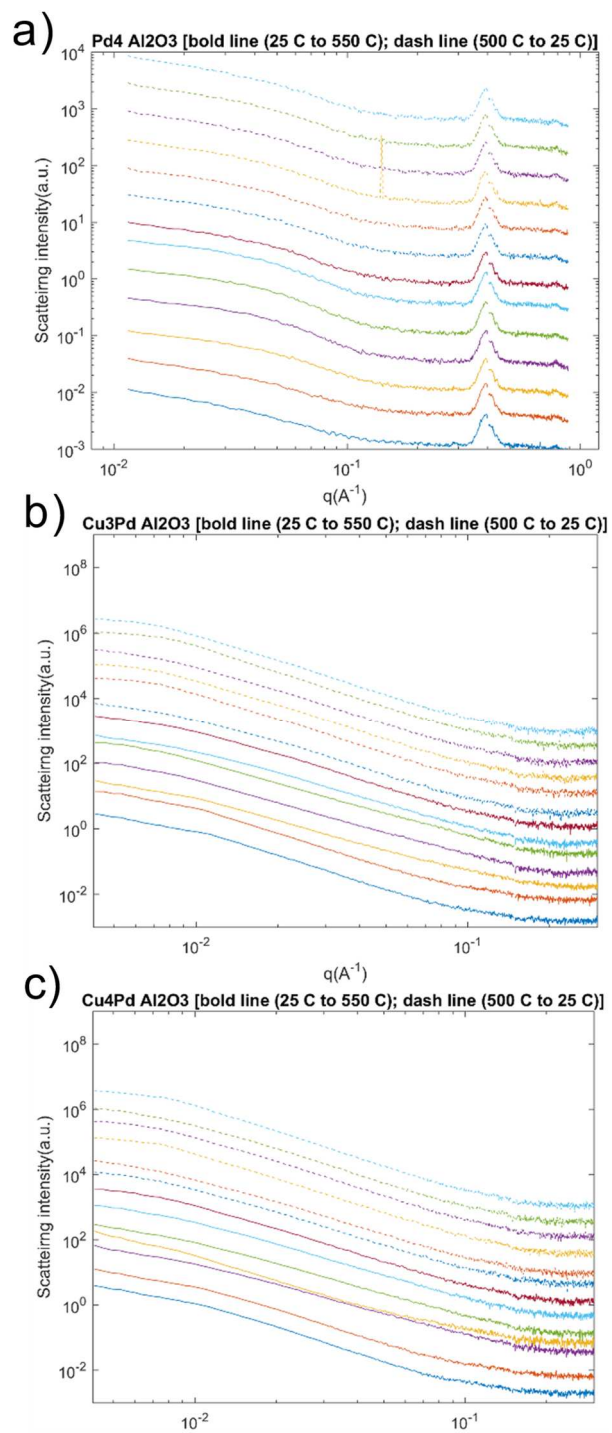 a)
Pd4 Al2O3 [bold line (25 C to 550 C); dash line (500 C to 25 C)]
10^4
10^3
10^2
10^1
10^0
10^-1
10^-2
10^-3
Scatteirng intensity(a.u.)
10^-2
10^-1
10^0
q(A^-1)
b)
Cu3Pd Al2O3 [bold line (25 C to 550 C); dash line (500 C to 25 C)]
10^8
10^6
10^4
10^2
10^0
10^-2
Scatteirng intensity(a.u.)
10^-2
10^-1
q(A^-1)
c)
Cu4Pd Al2O3 [bold line (25 C to 550 C); dash line (500 C to 25 C)]
10^8
10^6
10^4
10^2
10^0
10^-2
Scatteirng intensity(a.u.)
10^-2
10^-1